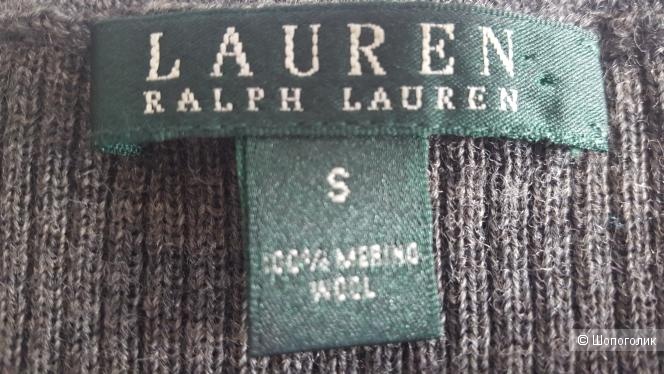 LAUREN
RALPH LAUREN
S
100% MERINO
WOOL
© Шопоголик